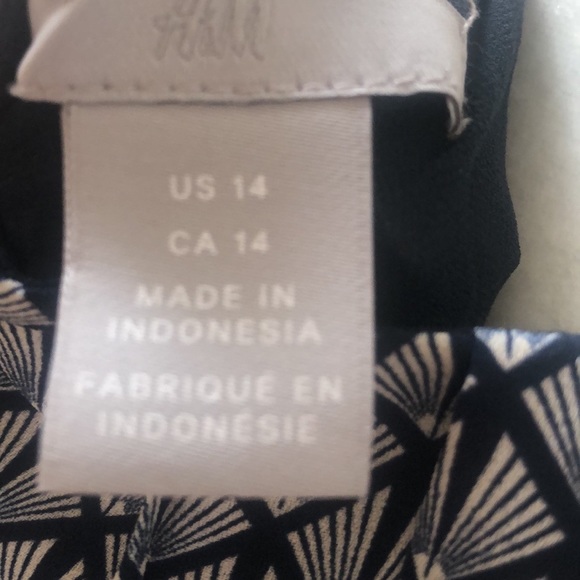 H&M
US 14
CA 14
MADE IN
INDONESIA
FABRIQUÉ EN
INDONÉSIE